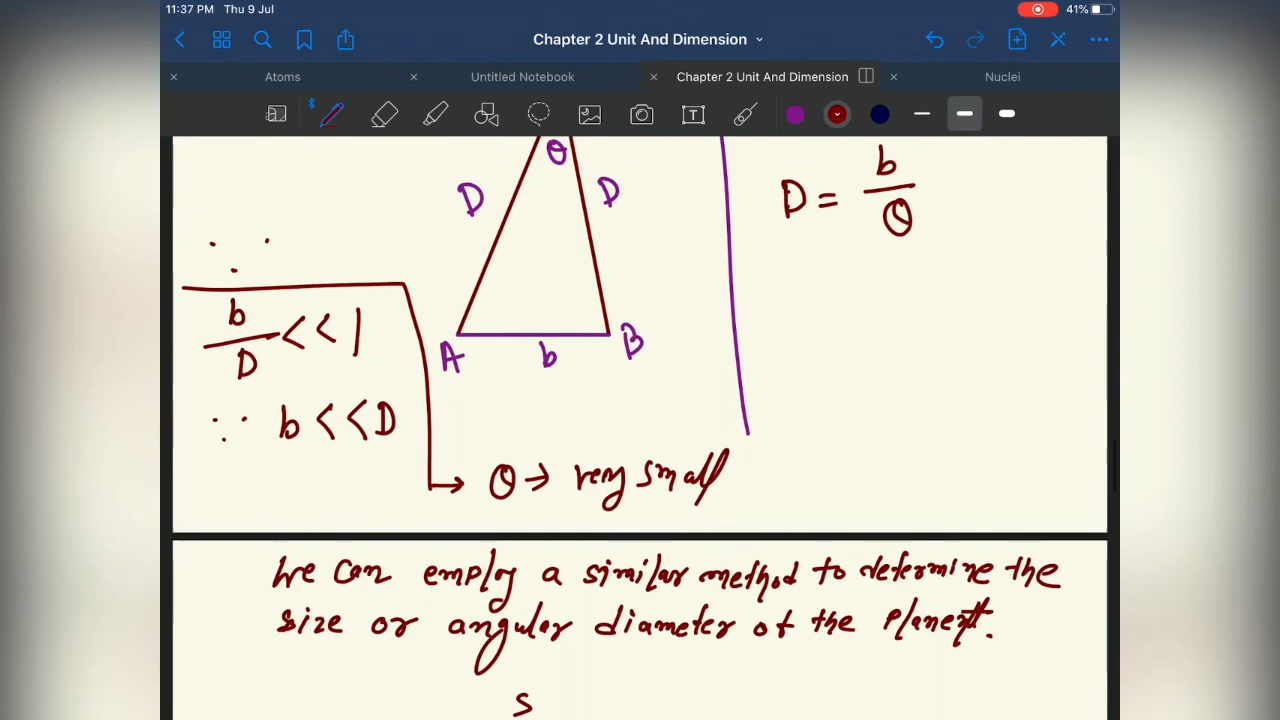 11:37 PM Thu 9 Jul
41%
Chapter 2 Unit And Dimension
Atoms
Untitled Notebook
Chapter 2 Unit And Dimension
Nuclei
T
θ
D
D
D = b/θ
b/D << 1
A
b
B
∵ b << D
θ → very small
We can employ a similar method to determine the
size or angular diameter of the planet.
S